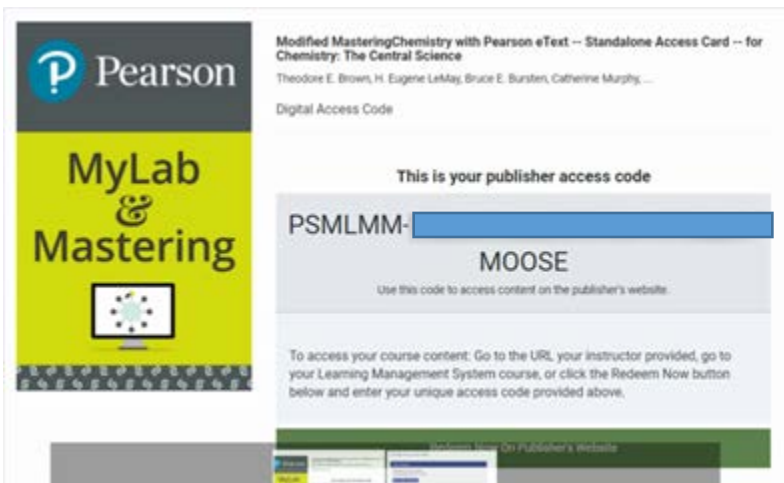 Pearson
MyLab
&
Mastering
Modified MasteringChemistry with Pearson eText -- Standalone Access Card -- for
Chemistry: The Central Science
Theodore E. Brown, H. Eugene LeMay, Bruce E. Bursten, Catherine Murphy, ...
Digital Access Code
This is your publisher access code
PSMLMM-
MOOSE
Use this code to access content on the publisher's website.
To access your course content: Go to the URL your instructor provided, go to
your Learning Management System course, or click the Redeem Now button
below and enter your unique access code provided above.
Redeem Now On Publisher's Website